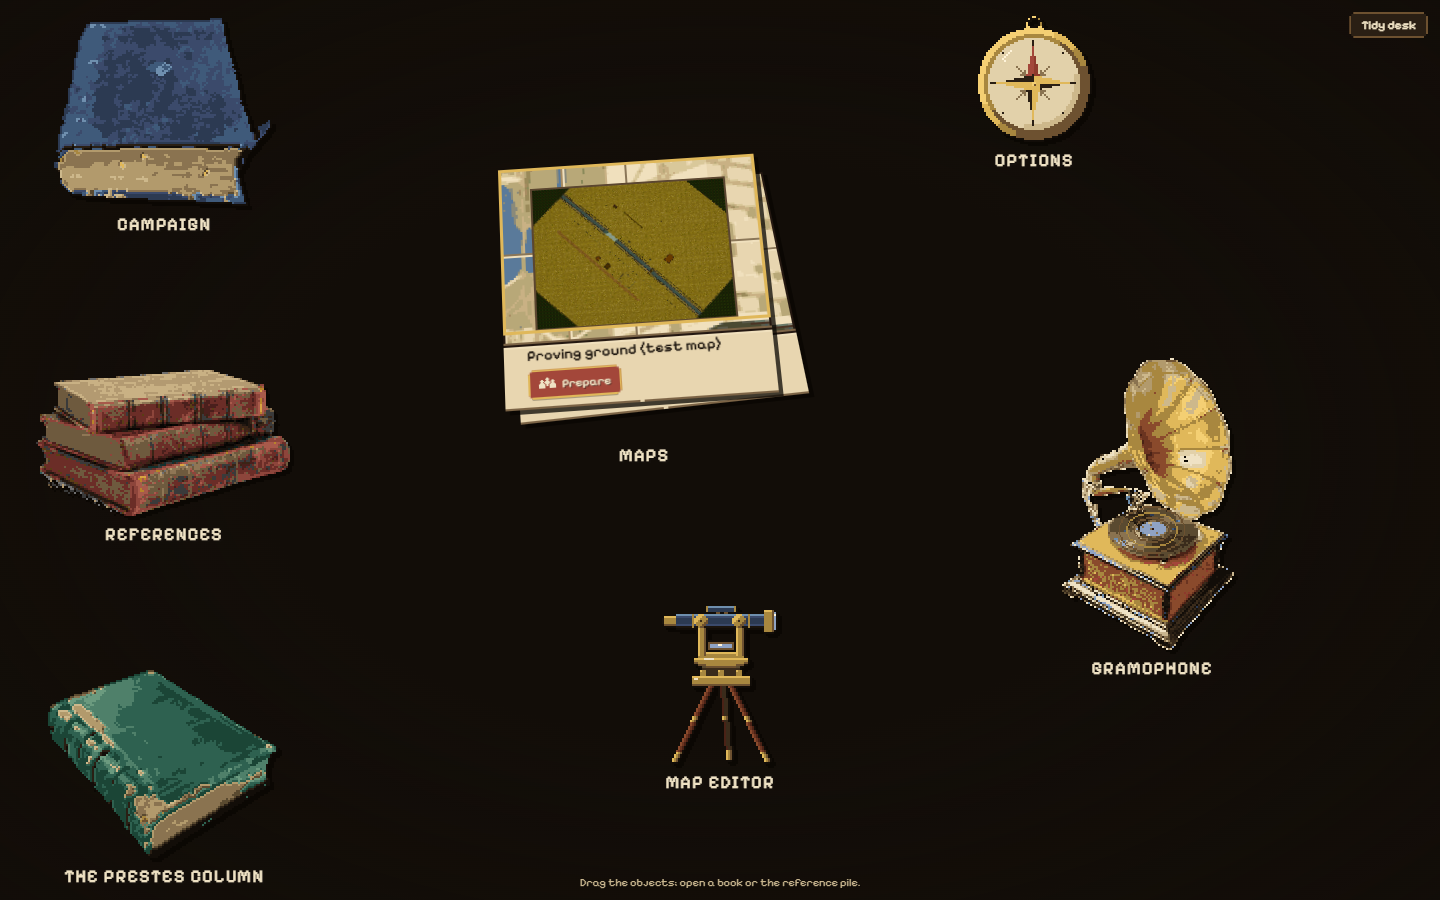 Tidy desk
OPTIONS
CAMPAIGN
Proving ground (test map)
Prepare
MAPS
REFERENCES
GRAMOPHONE
MAP EDITOR
THE PRESTES COLUMN
Drag the objects; open a book or the reference pile.